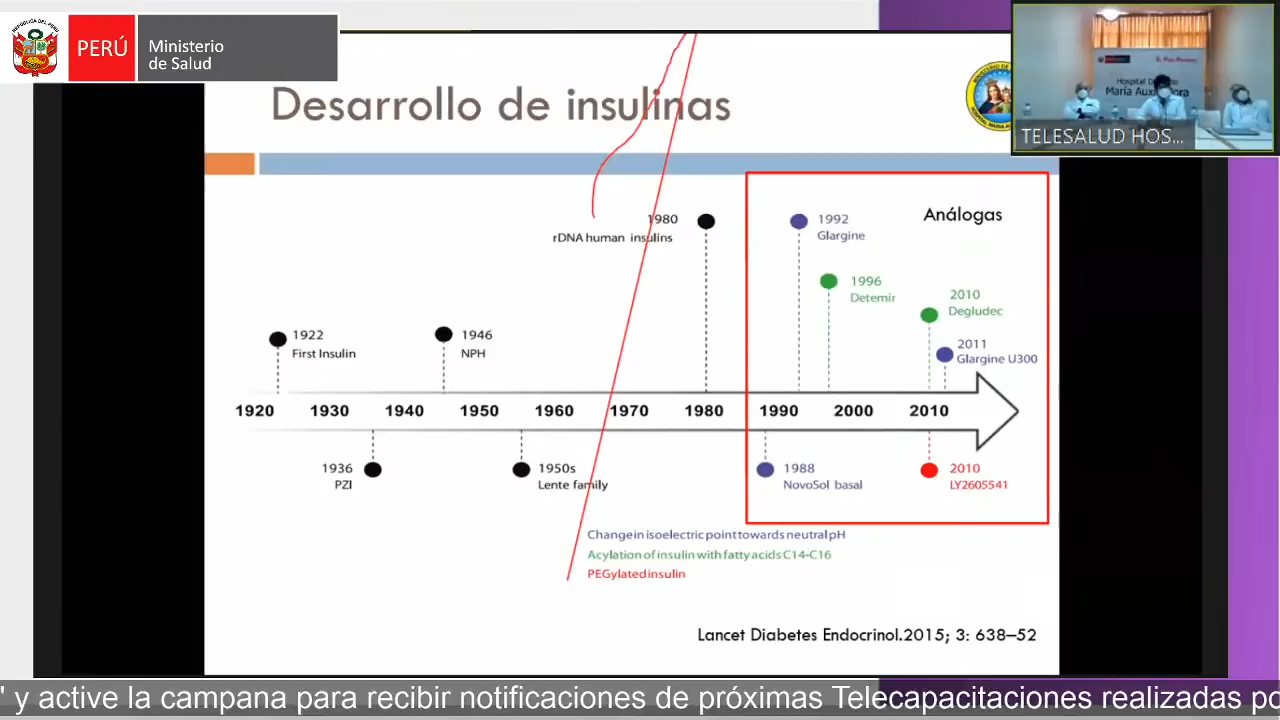 PERÚ
Ministerio
de Salud
Desarrollo de insulinas
Hospital
María Auxiliadora
TELESALUD HOS...
Análogas
1980
rDNA human insulins
1992
Glargine
1996
Detemir
2010
Degludec
2011
Glargine U300
1922
First Insulin
1946
NPH
1920 1930 1940 1950 1960 1970 1980 1990 2000 2010
1936
PZI
1950s
Lente family
1988
NovoSol basal
2010
LY2605541
Change in isoelectric point towards neutral pH
Acylation of insulin with fatty acids C14-C16
PEGylated insulin
Lancet Diabetes Endocrinol.2015; 3: 638–52
" y active la campana para recibir notificaciones de próximas Telecapacitaciones realizadas po